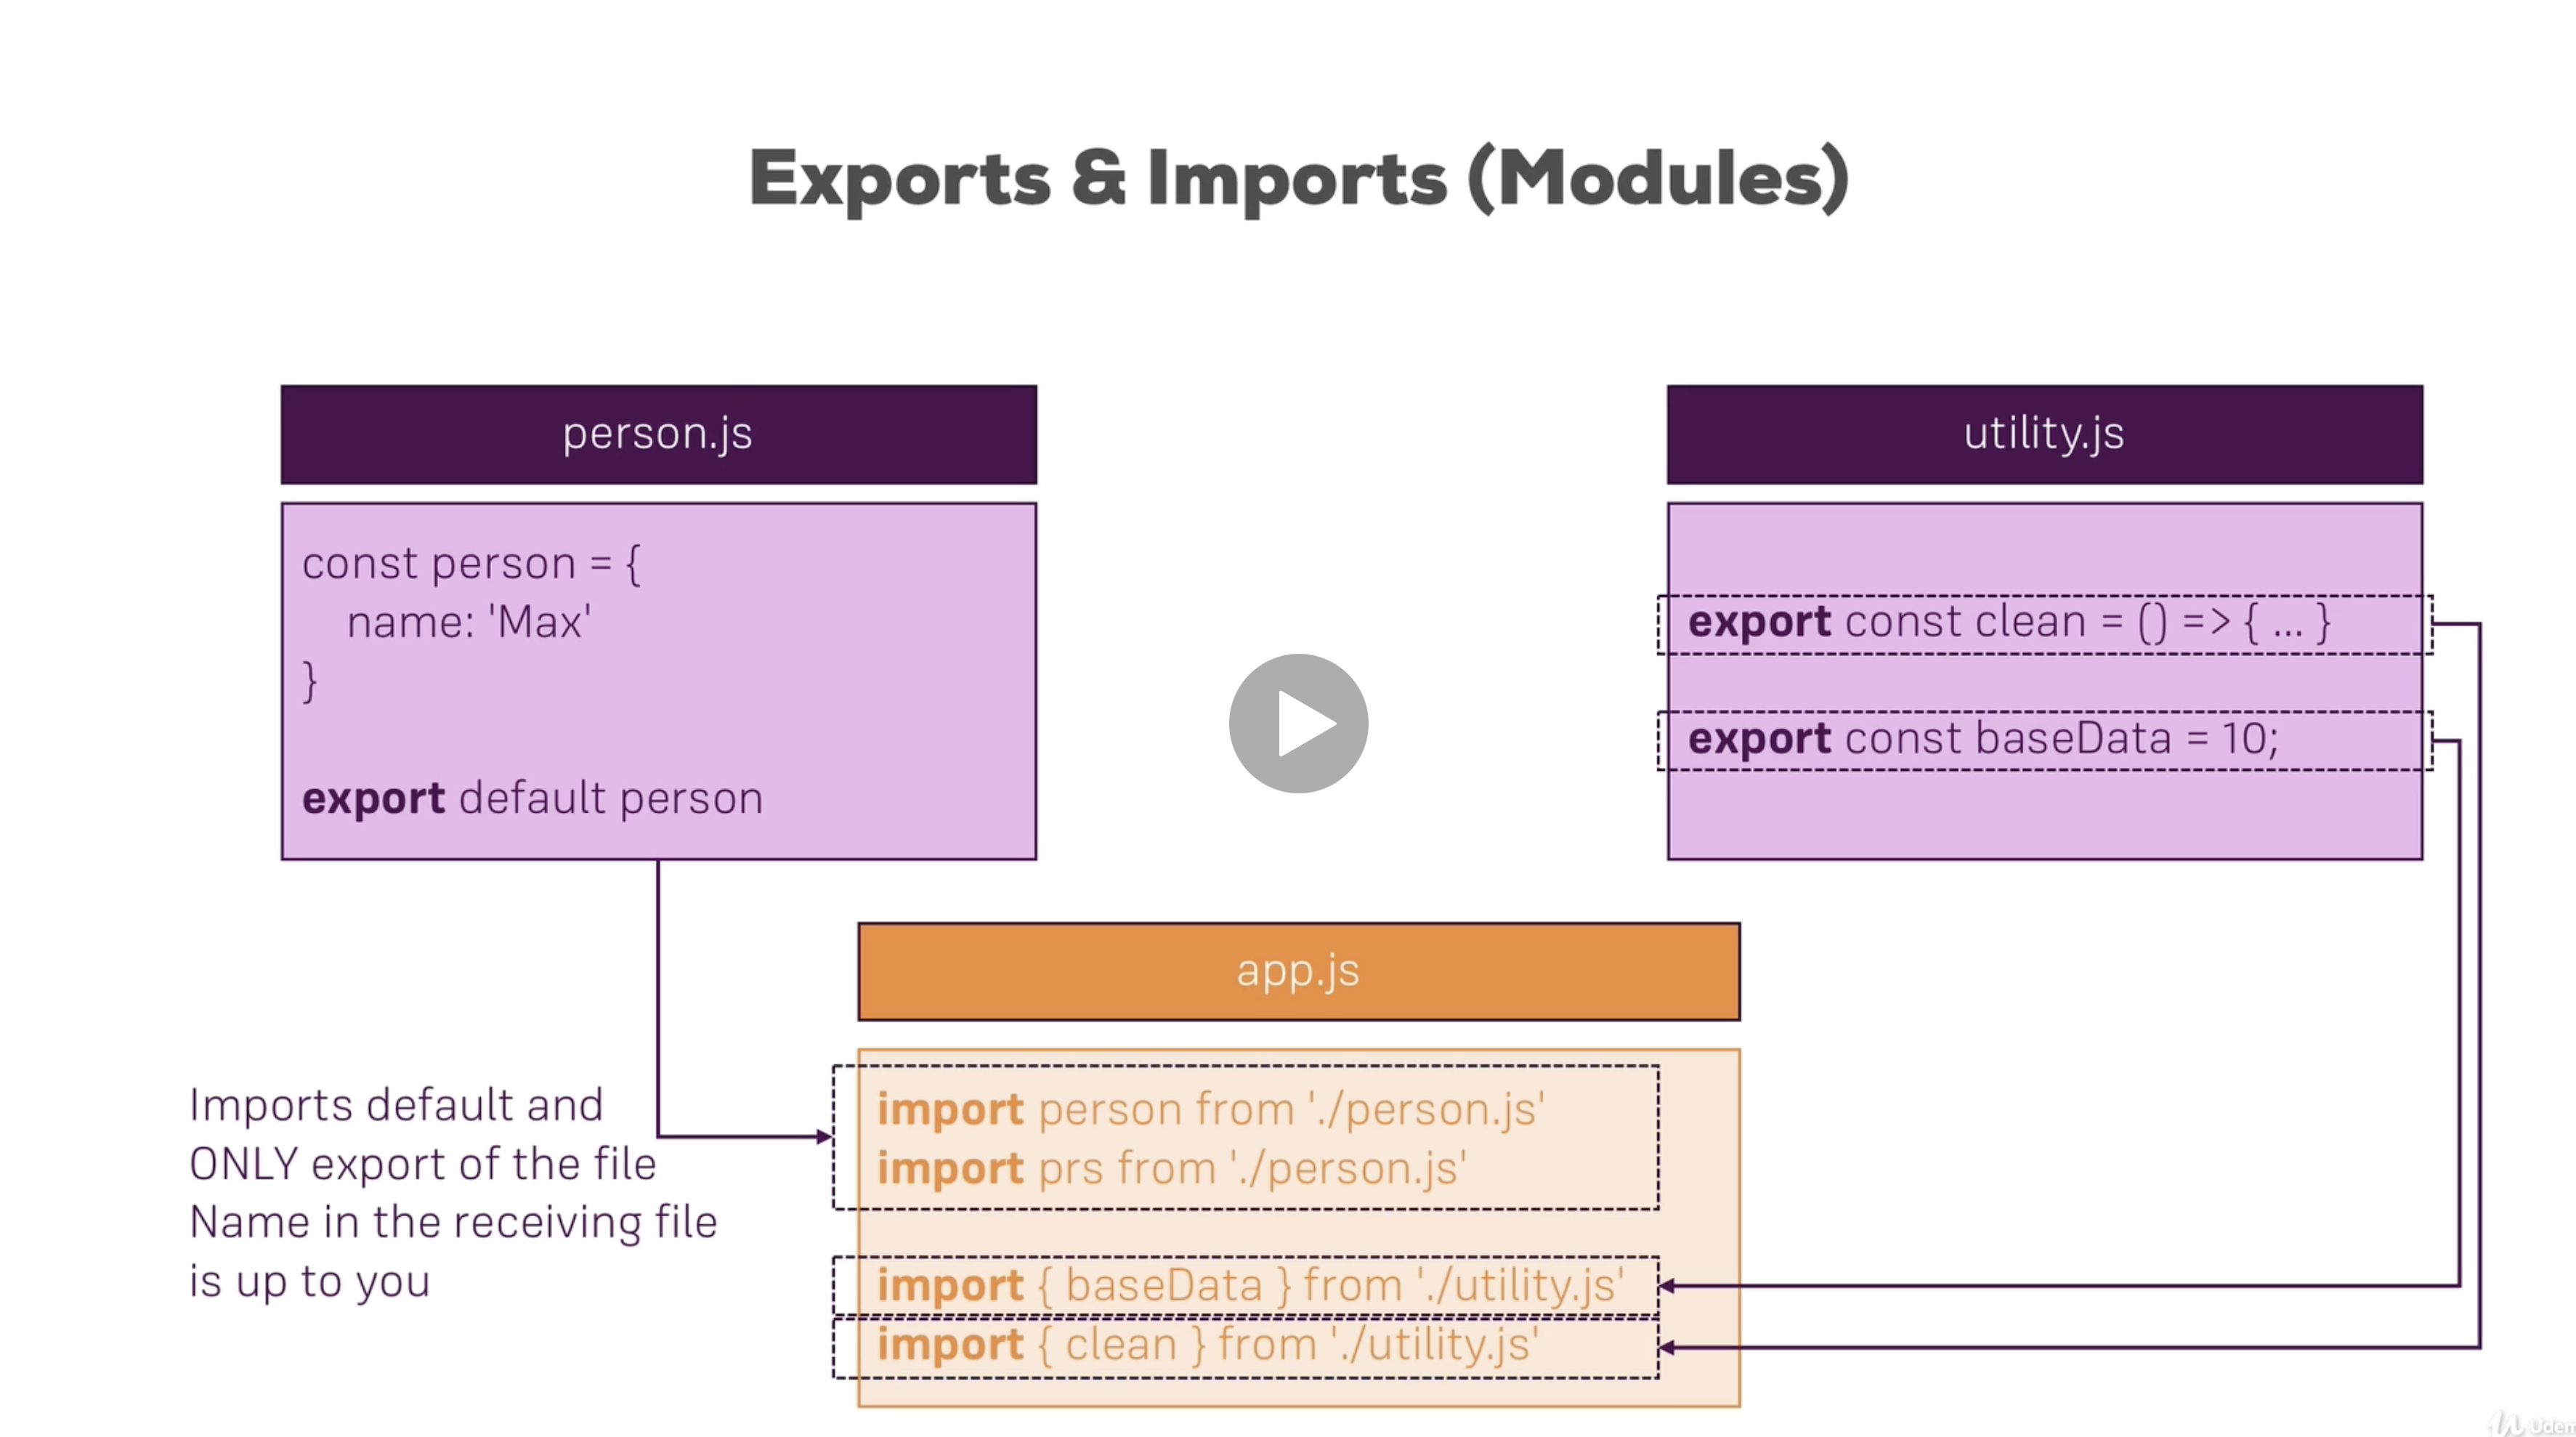 Exports & Imports (Modules)
person.js
const person = {
name: 'Max'
}
export default person
utility.js
export const clean = () => { ... }
export const baseData = 10;
app.js
import person from './person.js'
import prs from './person.js'
import { baseData } from './utility.js'
import { clean } from './utility.js'
Imports default and
ONLY export of the file
Name in the receiving file
is up to you